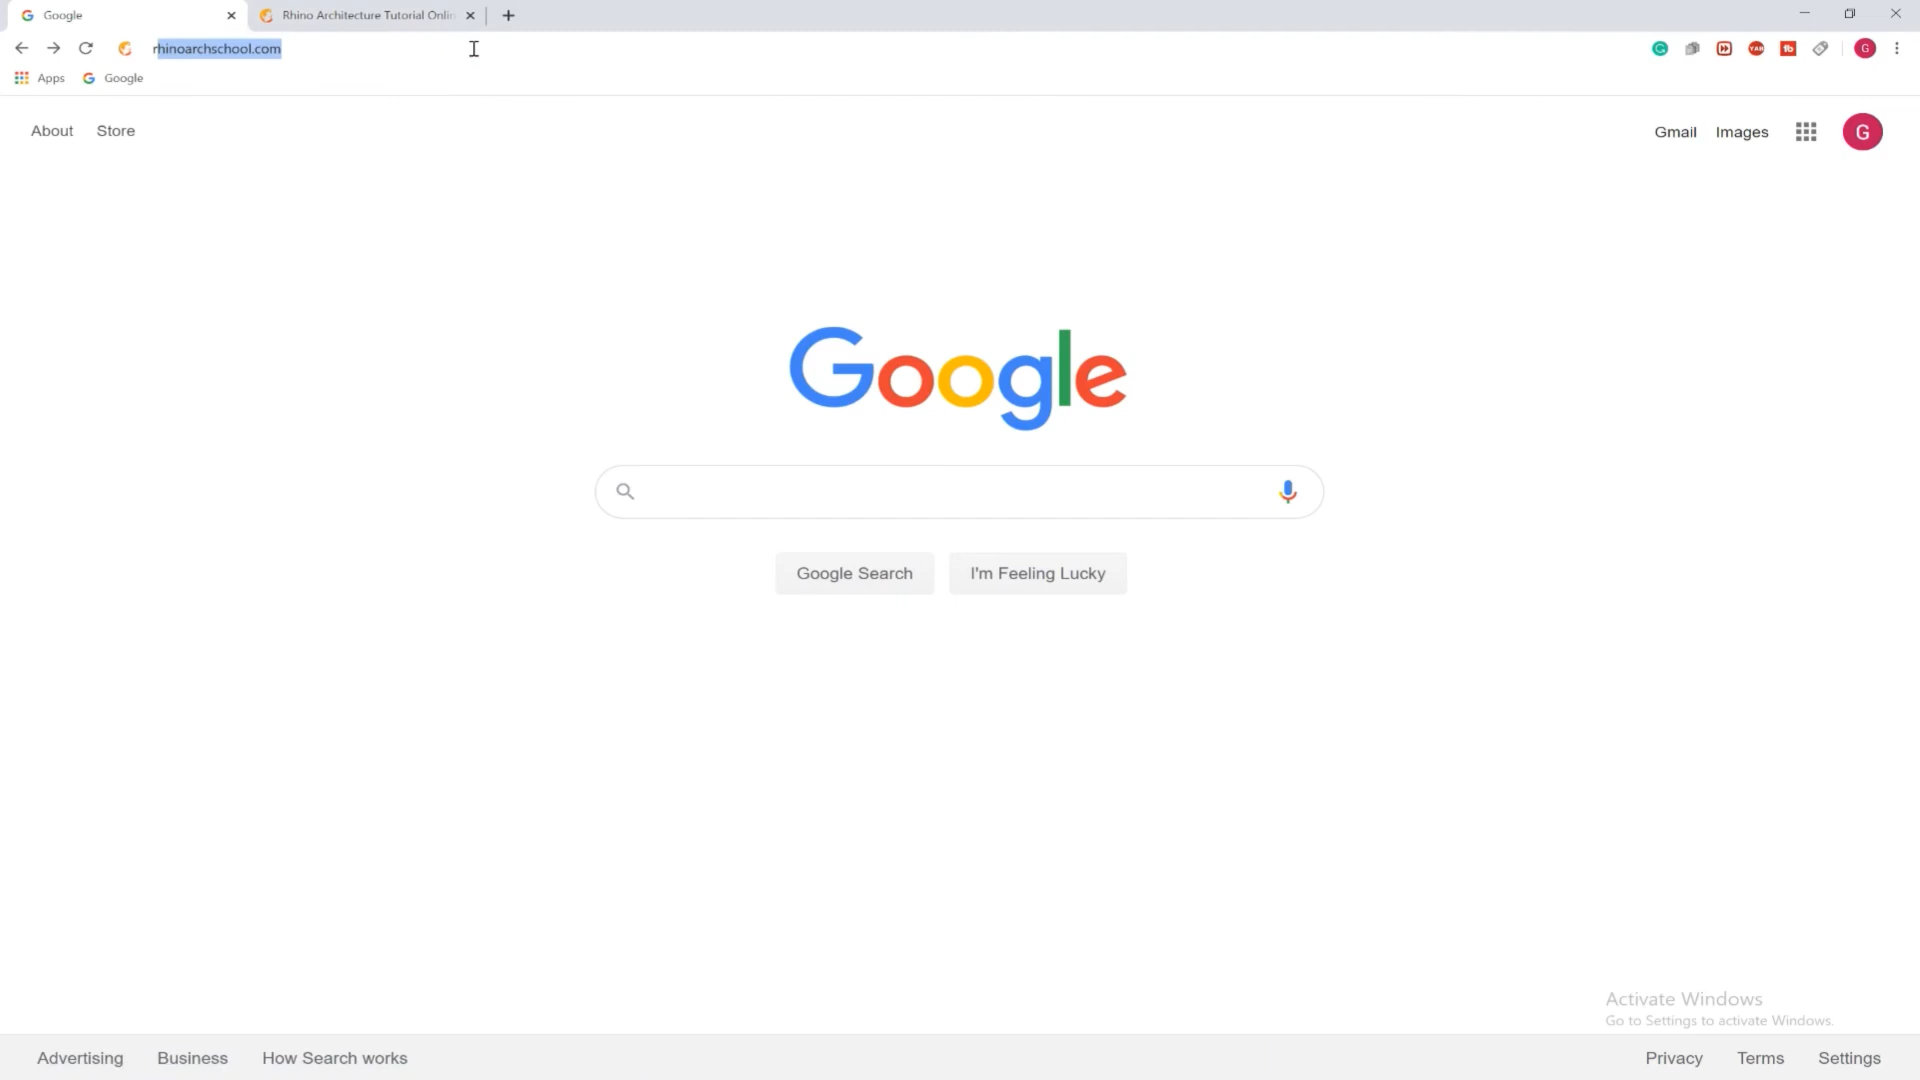 Google
Rhino Architecture Tutorial Onlin
rhinoarchschool.com
Apps
Google
About
Store
Gmail
Images
G
Google
Google Search
I'm Feeling Lucky
Activate Windows
Go to Settings to activate Windows.
Advertising
Business
How Search works
Privacy
Terms
Settings